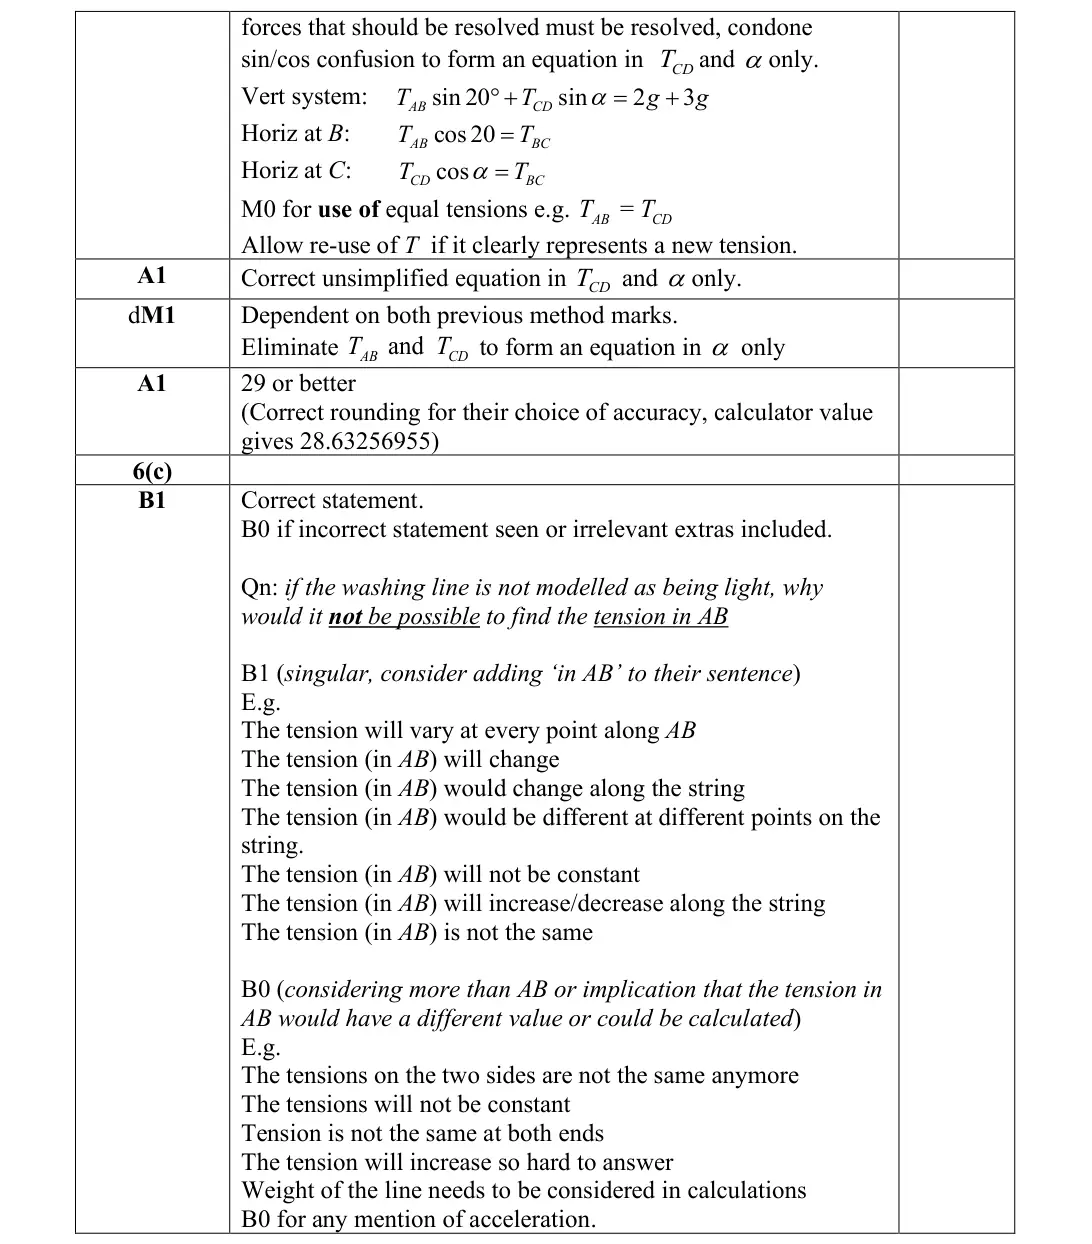 forces that should be resolved must be resolved, condone
sin/cos confusion to form an equation in T_CD and α only.
Vert system: T_AB sin 20° + T_CD sin α = 2g + 3g
Horiz at B: T_AB cos 20 = T_BC
Horiz at C: T_CD cos α = T_BC
M0 for use of equal tensions e.g. T_AB = T_CD
Allow re-use of T if it clearly represents a new tension.
A1 Correct unsimplified equation in T_CD and α only.
dM1 Dependent on both previous method marks.
Eliminate T_AB and T_CD to form an equation in α only
A1 29 or better
(Correct rounding for their choice of accuracy, calculator value
gives 28.63256955)
6(c)
B1 Correct statement.
B0 if incorrect statement seen or irrelevant extras included.
Qn: if the washing line is not modelled as being light, why
would it not be possible to find the tension in AB
B1 (singular, consider adding ‘in AB’ to their sentence)
E.g.
The tension will vary at every point along AB
The tension (in AB) will change
The tension (in AB) would change along the string
The tension (in AB) would be different at different points on the
string.
The tension (in AB) will not be constant
The tension (in AB) will increase/decrease along the string
The tension (in AB) is not the same
B0 (considering more than AB or implication that the tension in
AB would have a different value or could be calculated)
E.g.
The tensions on the two sides are not the same anymore
The tensions will not be constant
Tension is not the same at both ends
The tension will increase so hard to answer
Weight of the line needs to be considered in calculations
B0 for any mention of acceleration.